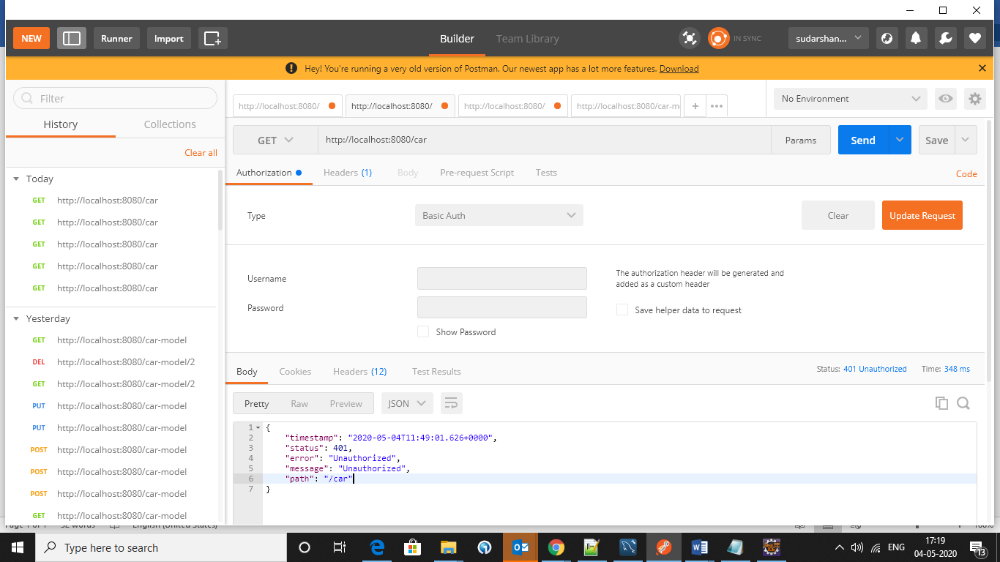 NEW
Runner
Import
Builder
Team Library
IN SYNC
sudarshan...
Hey! You're running a very old version of Postman. Our newest app has a lot more features. Download
Filter
History
Collections
Clear all
Today
GET http://localhost:8080/car
GET http://localhost:8080/car
GET http://localhost:8080/car
GET http://localhost:8080/car
GET http://localhost:8080/car
Yesterday
GET http://localhost:8080/car-model
DEL http://localhost:8080/car-model/2
GET http://localhost:8080/car-model/2
PUT http://localhost:8080/car-model
PUT http://localhost:8080/car-model
POST http://localhost:8080/car-model
POST http://localhost:8080/car-model
POST http://localhost:8080/car-model
GET http://localhost:8080/car-model
http://localhost:8080/
http://localhost:8080/
http://localhost:8080/
http://localhost:8080/car-m
No Environment
GET
http://localhost:8080/car
Params
Send
Save
Authorization
Headers (1)
Body
Pre-request Script
Tests
Code
Type
Basic Auth
Clear
Update Request
Username
Password
Show Password
The authorization header will be generated and
added as a custom header
Save helper data to request
Body
Cookies
Headers (12)
Test Results
Status: 401 Unauthorized
Time: 348 ms
Pretty
Raw
Preview
JSON
1 {
2 "timestamp": "2020-05-04T11:49:01.626+0000",
3 "status": 401,
4 "error": "Unauthorized",
5 "message": "Unauthorized",
6 "path": "/car"
7 }
Page 1 of 1 52 words English (United States)
100%
Type here to search
ENG
17:19
04-05-2020
13